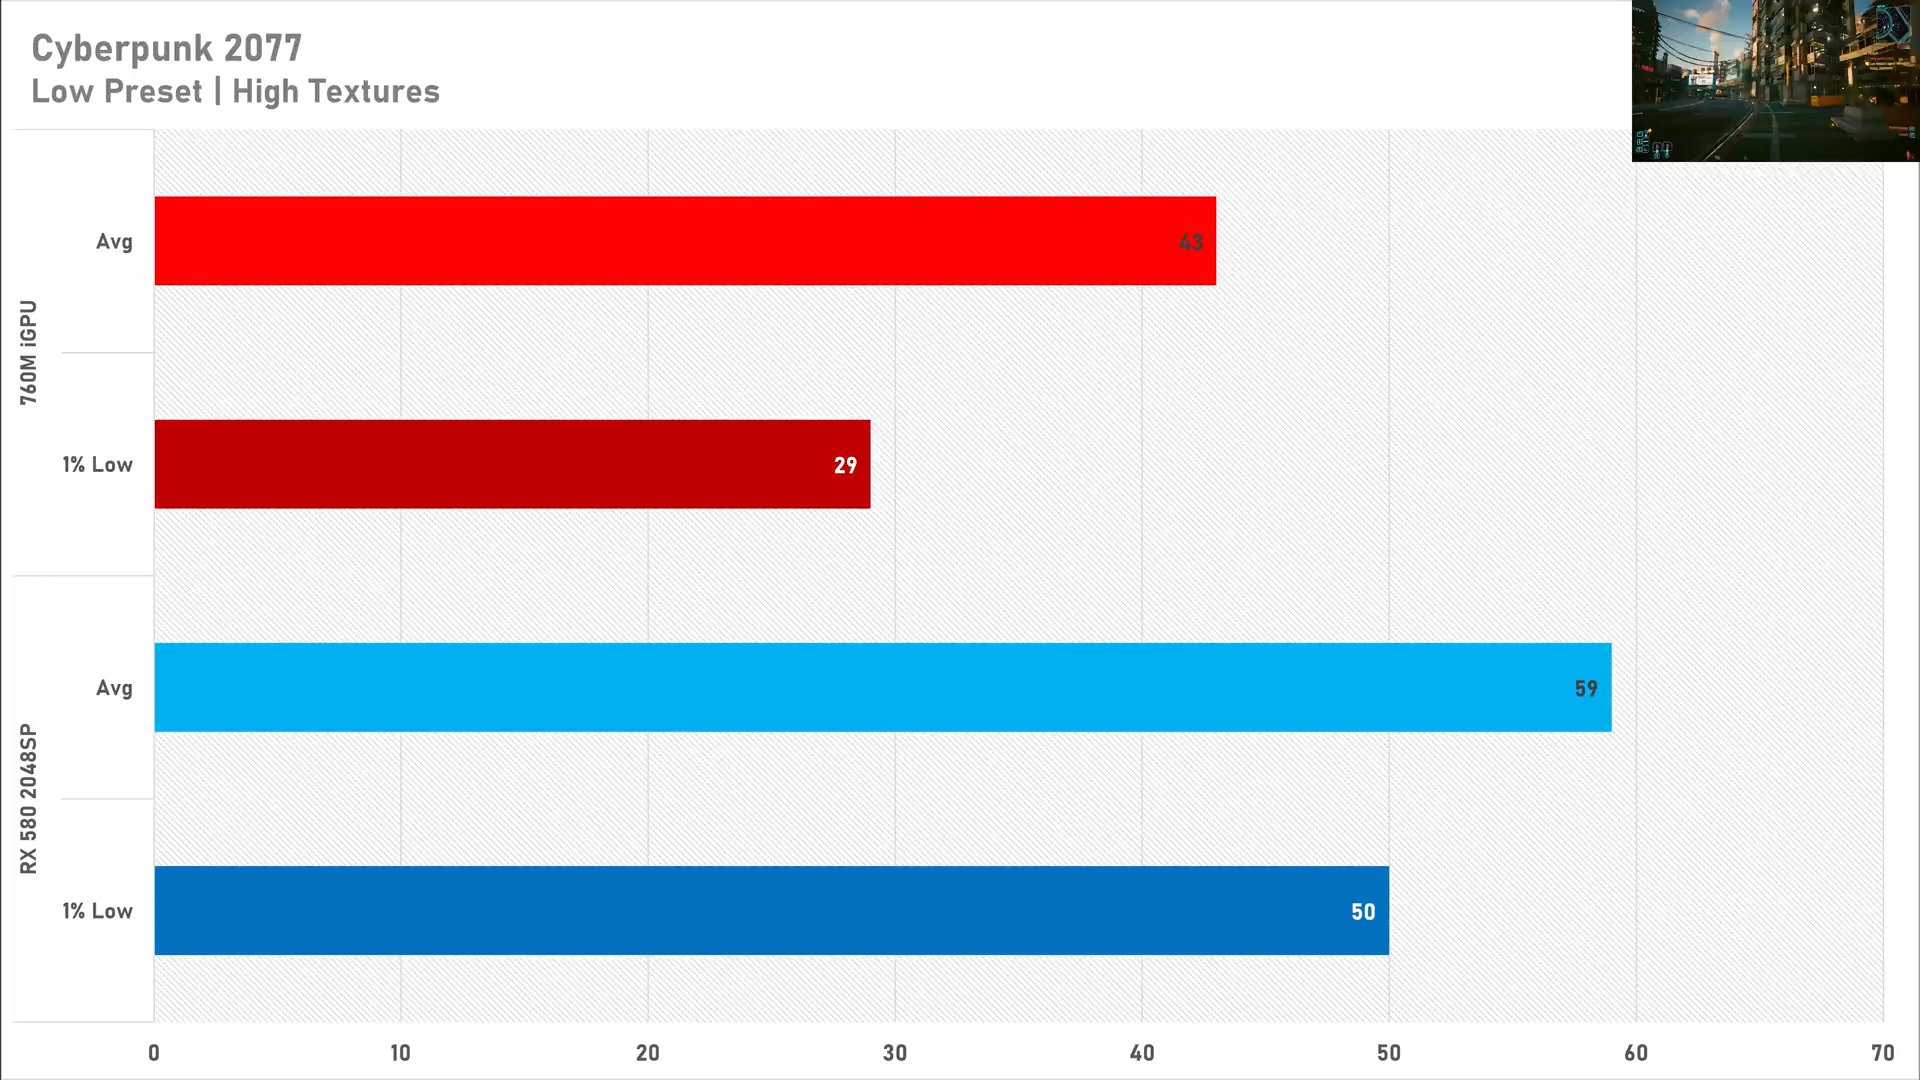 Cyberpunk 2077
Low Preset | High Textures
760M iGPU
Avg
43
1% Low
29
RX 580 2048SP
Avg
59
1% Low
50
0 10 20 30 40 50 60 70